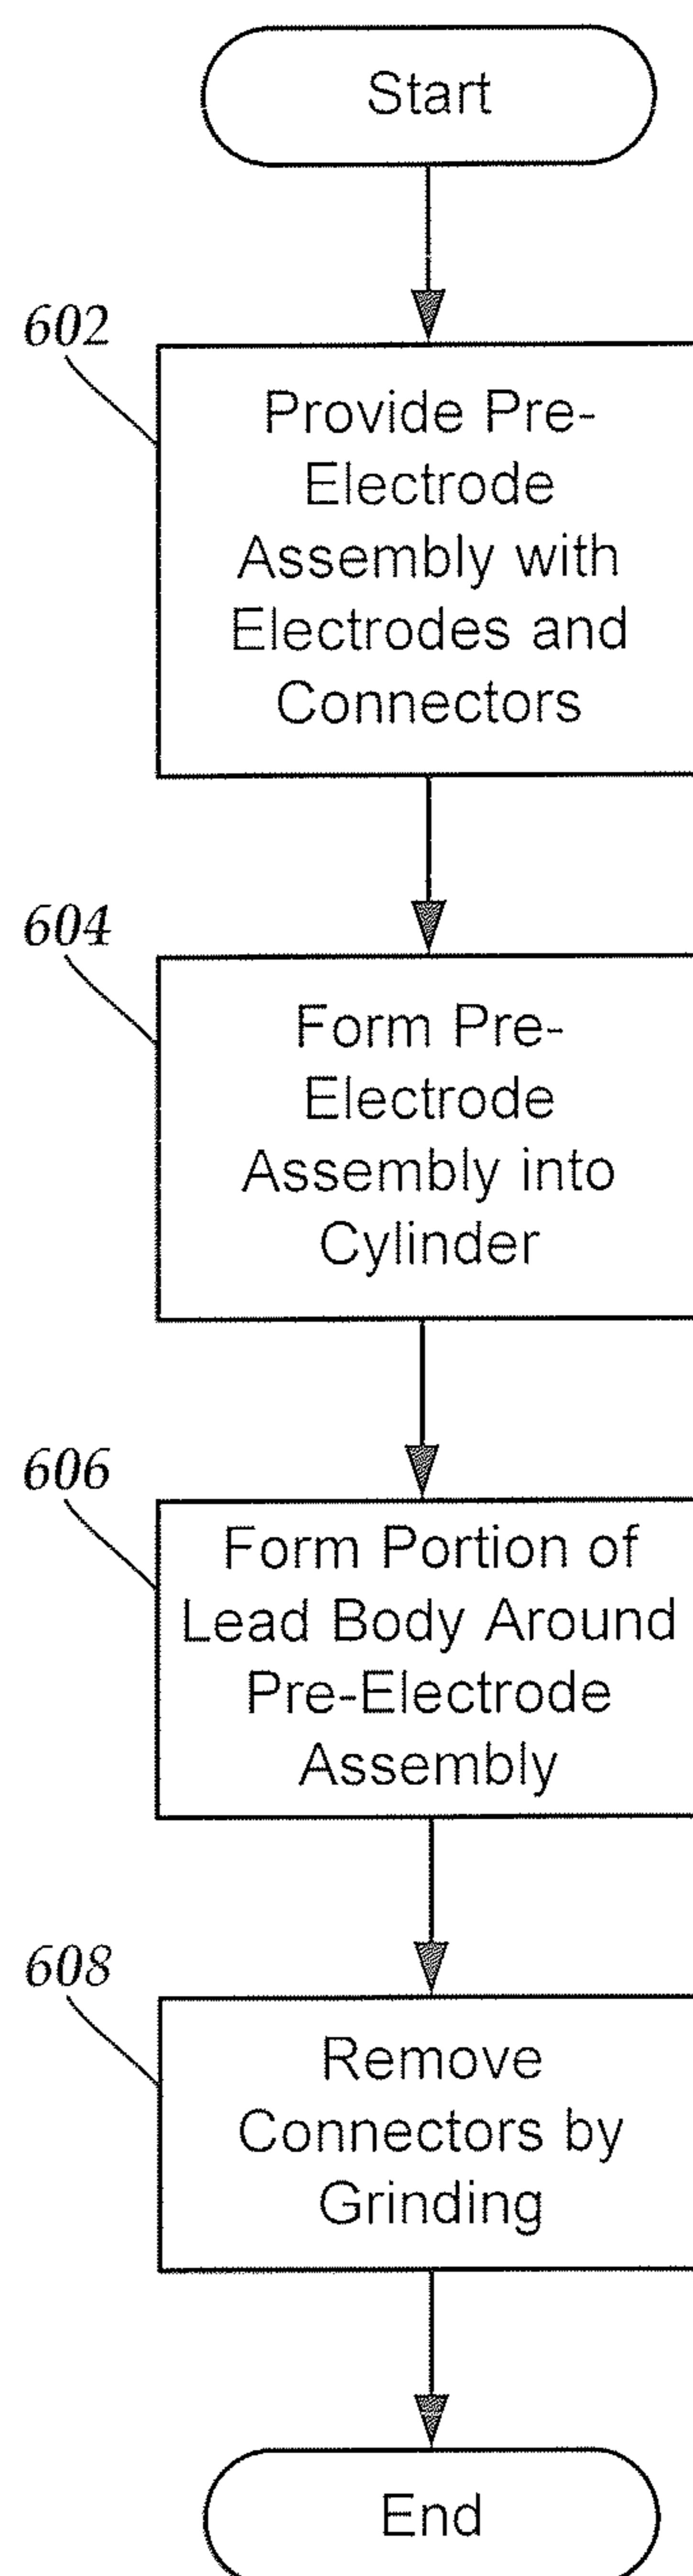 Start
602
Provide Pre-
Electrode
Assembly with
Electrodes and
Connectors
604
Form Pre-
Electrode
Assembly into
Cylinder
606
Form Portion of
Lead Body Around
Pre-Electrode
Assembly
608
Remove
Connectors by
Grinding
End